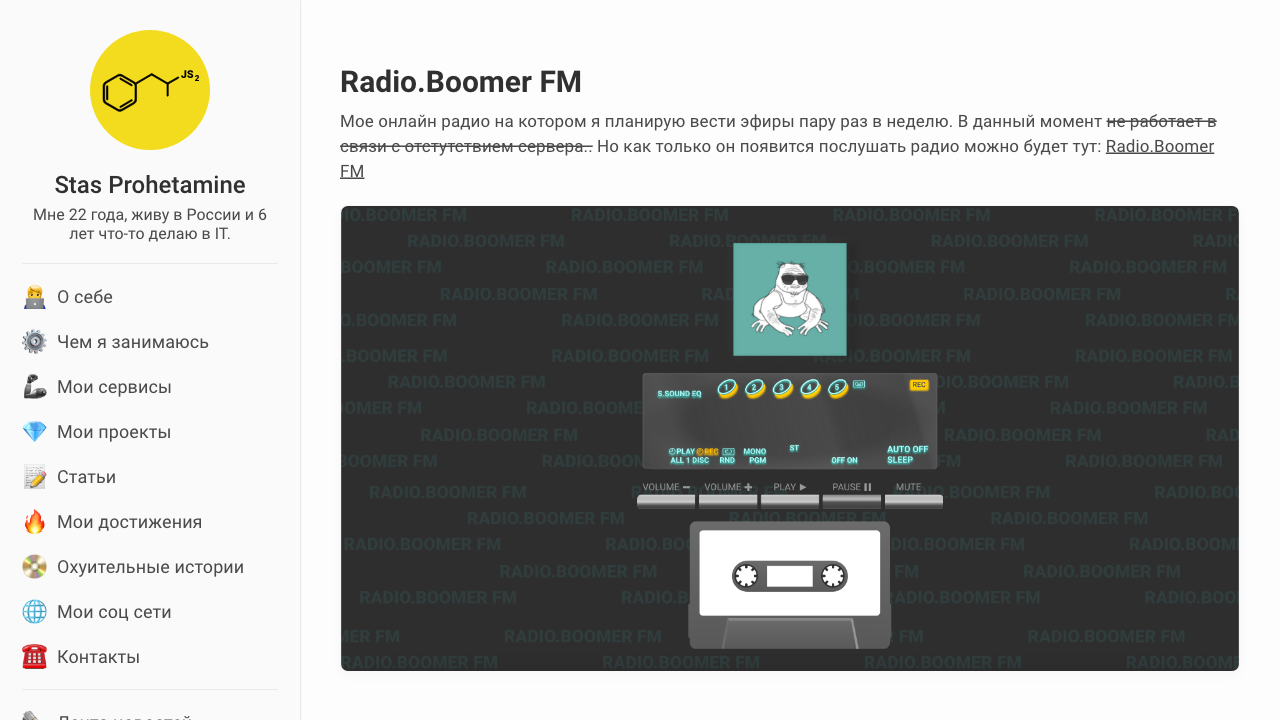 JS2
Stas Prohetamine
Мне 22 года, живу в России и 6
лет что-то делаю в IT.
О себе
Чем я занимаюсь
Мои сервисы
Мои проекты
Статьи
Мои достижения
Охуительные истории
Мои соц сети
Контакты
Radio.Boomer FM
Мое онлайн радио на котором я планирую вести эфиры пару раз в неделю. В данный момент не работает в
связи с отстутствием сервера.. Но как только он появится послушать радио можно будет тут: Radio.Boomer
FM
RADIO.BOOMER FM
S.SOUND EQ 1 2 3 4 5 REC
PLAY REC MONO ST AUTO OFF
ALL 1 DISC RND PGM OFF ON SLEEP
VOLUME VOLUME PLAY PAUSE MUTE